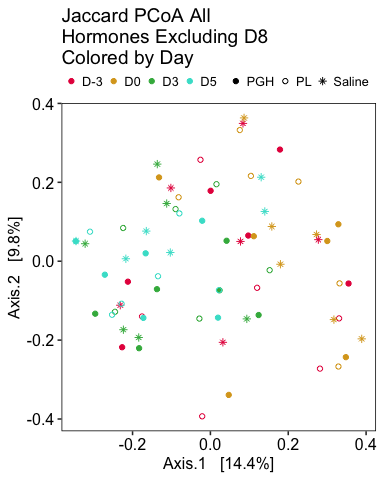 Jaccard PCoA All
Hormones Excluding D8
Colored by Day
D-3 D0 D3 D5 PGH PL Saline
0.4
0.2
0.0
-0.2
-0.4
Axis.2 [9.8%]
-0.2 0.0 0.2 0.4
Axis.1 [14.4%]